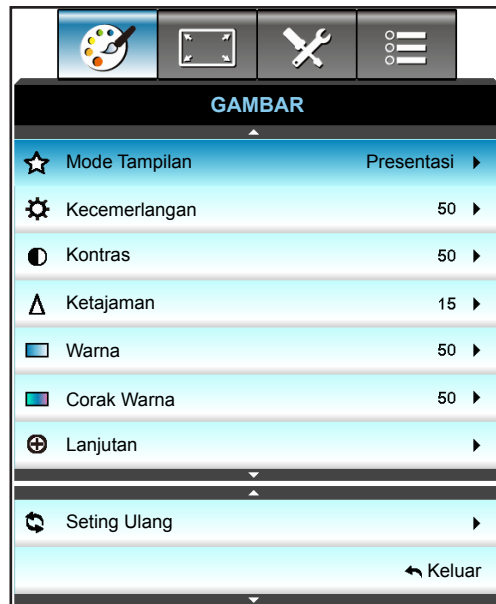 GAMBAR
Mode Tampilan Presentasi
Kecemerlangan 50
Kontras 50
Ketajaman 15
Warna 50
Corak Warna 50
Lanjutan
Seting Ulang
Keluar